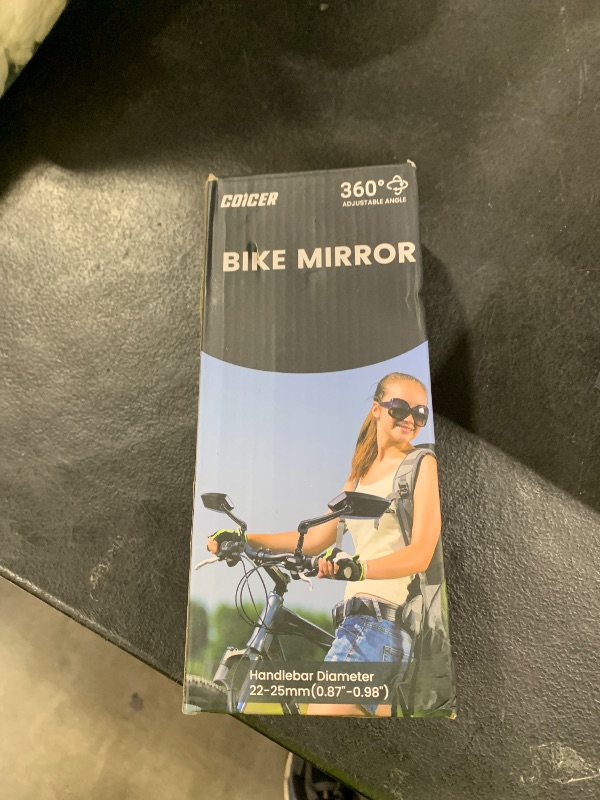 COICER
360°
ADJUSTABLE ANGLE
BIKE MIRROR
Handlebar Diameter
22-25mm(0.87"-0.98")